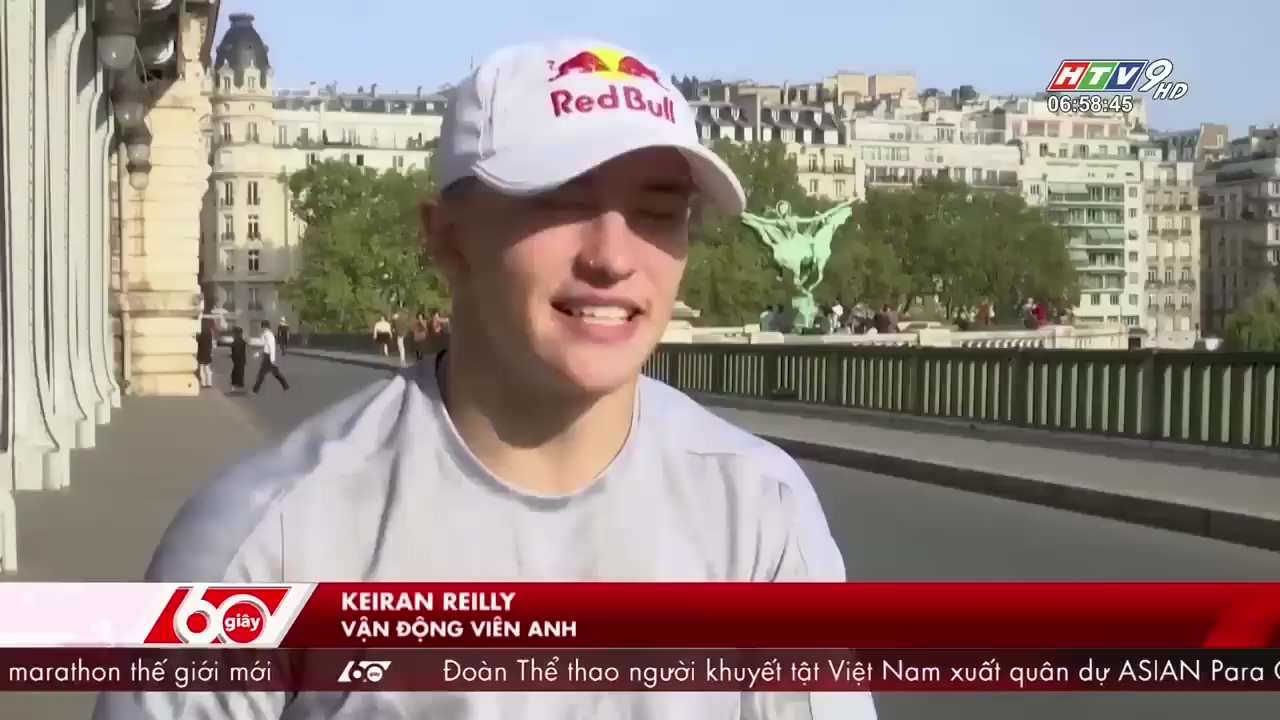 Red Bull
HTV9 HD
06:58:45
60 giây
KEIRAN REILLY
VẬN ĐỘNG VIÊN ANH
marathon thế giới mới 60 Đoàn Thể thao người khuyết tật Việt Nam xuất quân dự ASIAN Para